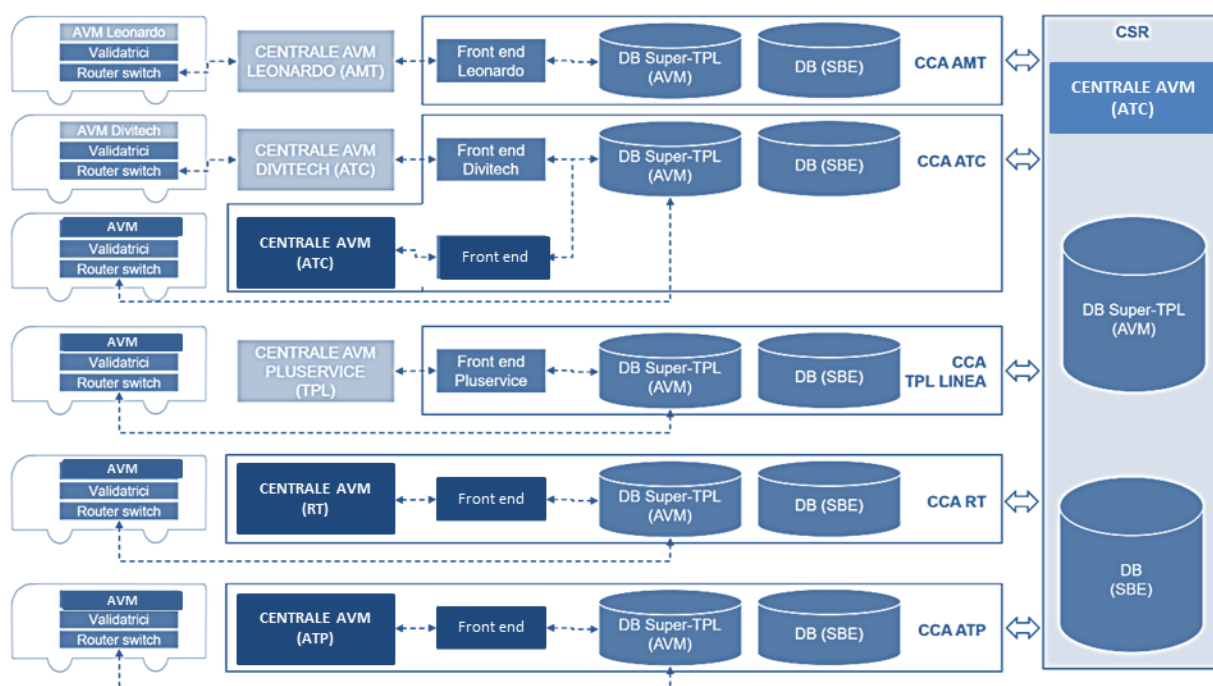 AVM Leonardo
Validatrici
Router switch
CENTRALE AVM
LEONARDO (AMT)
Front end
Leonardo
DB Super-TPL
(AVM)
DB (SBE)
CCA AMT
CSR
CENTRALE AVM
(ATC)
AVM Divitech
Validatrici
Router switch
CENTRALE AVM
DIVITECH (ATC)
Front end
Divitech
DB Super-TPL
(AVM)
DB (SBE)
CCA ATC
AVM
Validatrici
Router switch
CENTRALE AVM
(ATC)
Front end
DB Super-TPL
(AVM)
AVM
Validatrici
Router switch
CENTRALE AVM
PLUSERVICE
(TPL)
Front end
Pluservice
DB Super-TPL
(AVM)
DB (SBE)
CCA
TPL LINEA
AVM
Validatrici
Router switch
CENTRALE AVM
(RT)
Front end
DB Super-TPL
(AVM)
DB (SBE)
CCA RT
DB
(SBE)
AVM
Validatrici
Router switch
CENTRALE AVM
(ATP)
Front end
DB Super-TPL
(AVM)
DB (SBE)
CCA ATP